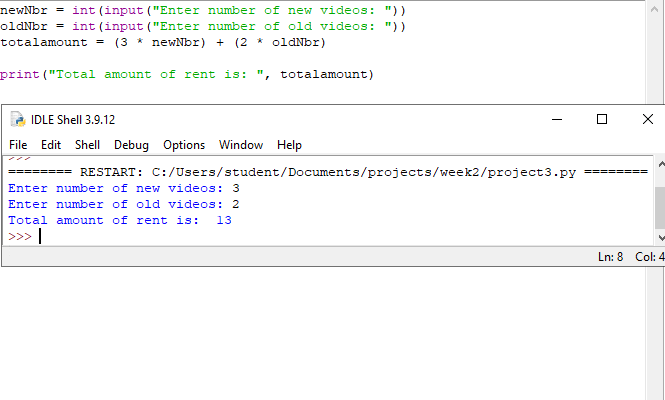 newNbr = int(input("Enter number of new videos: "))
oldNbr = int(input("Enter number of old videos: "))
totalamount = (3 * newNbr) + (2 * oldNbr)
print("Total amount of rent is: ", totalamount)
IDLE Shell 3.9.12
File Edit Shell Debug Options Window Help
>>>
======== RESTART: C:/Users/student/Documents/projects/week2/project3.py ========
Enter number of new videos: 3
Enter number of old videos: 2
Total amount of rent is:  13
>>>
Ln: 8 Col: 4